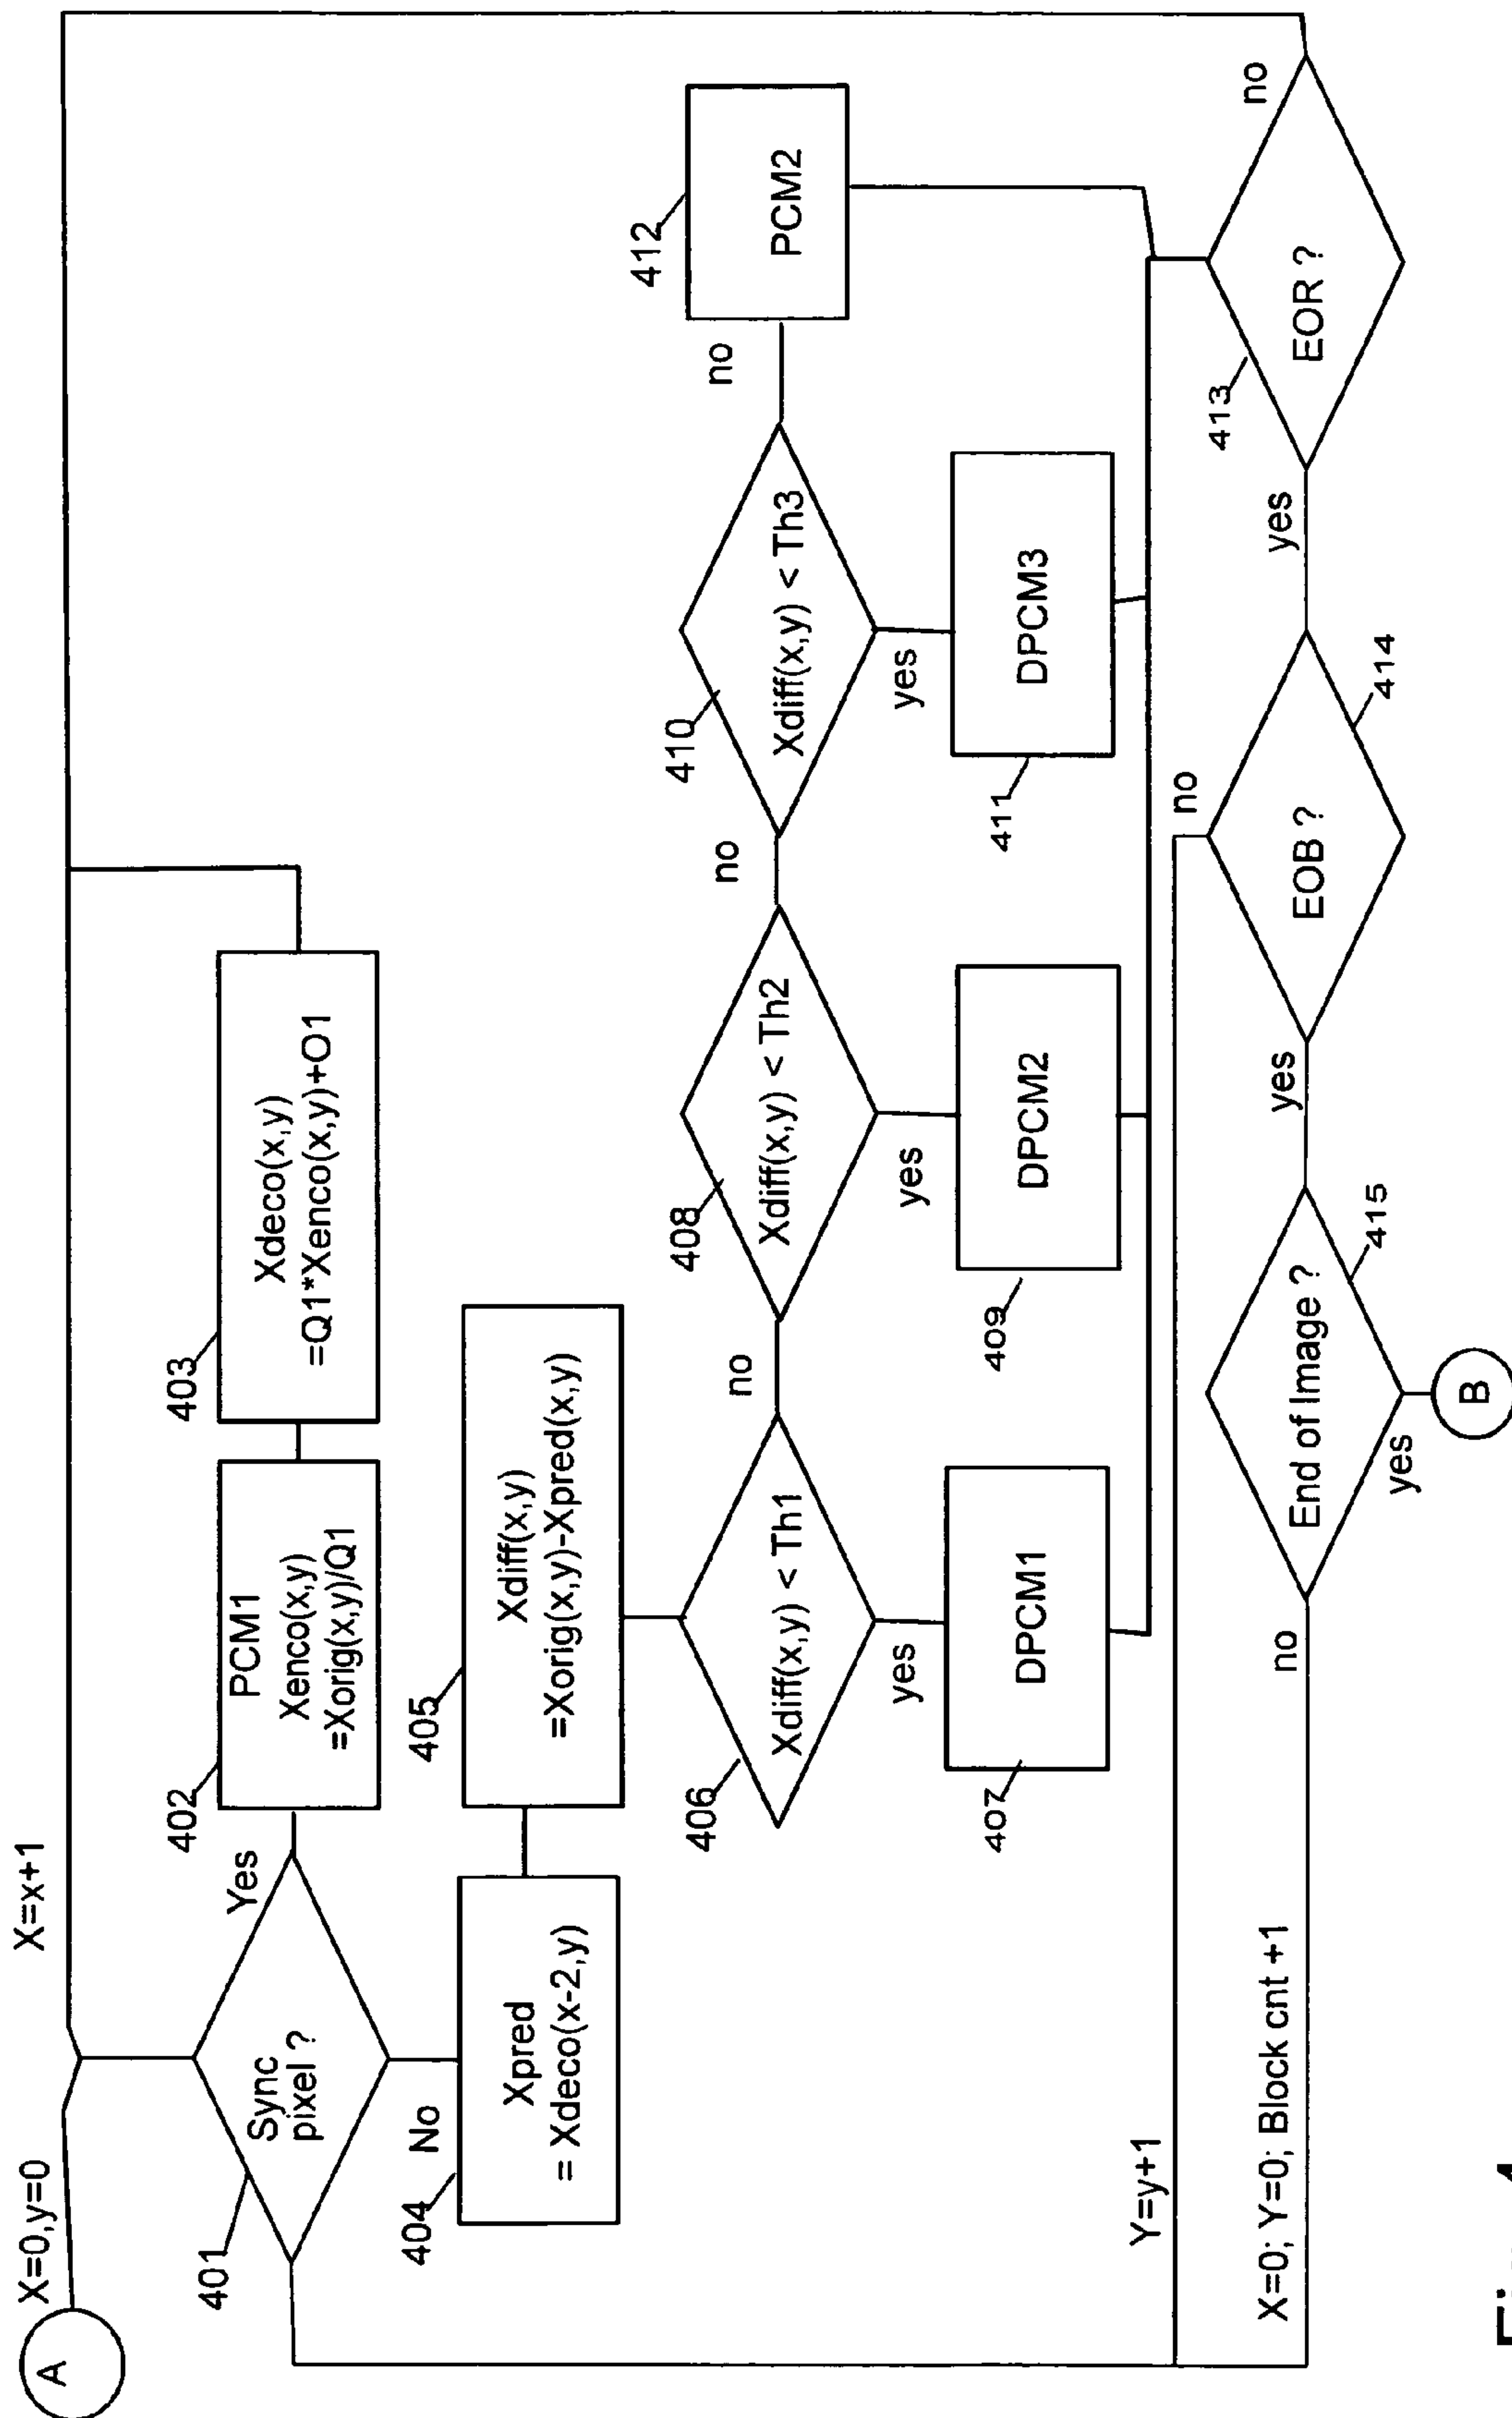 A
X=0,y=0
X=x+1
401
Sync
pixel ?
Yes
No
402
PCM1
Xenco(x,y)
=Xorig(x,y)/Q1
403
Xdeco(x,y)
=Q1*Xenco(x,y)+O1
404
Xpred
= Xdeco(x-2,y)
405
Xdiff(x,y)
=Xorig(x,y)-Xpred(x,y)
406
Xdiff(x,y) < Th1
no
yes
407
DPCM1
408
Xdiff(x,y) < Th2
no
yes
409
DPCM2
410
Xdiff(x,y) < Th3
no
yes
411
DPCM3
412
PCM2
Y=y+1
X=0; Y=0; Block cnt +1
no
End of Image ?
415
yes
B
yes
EOB ?
414
no
yes
EOR ?
413
no